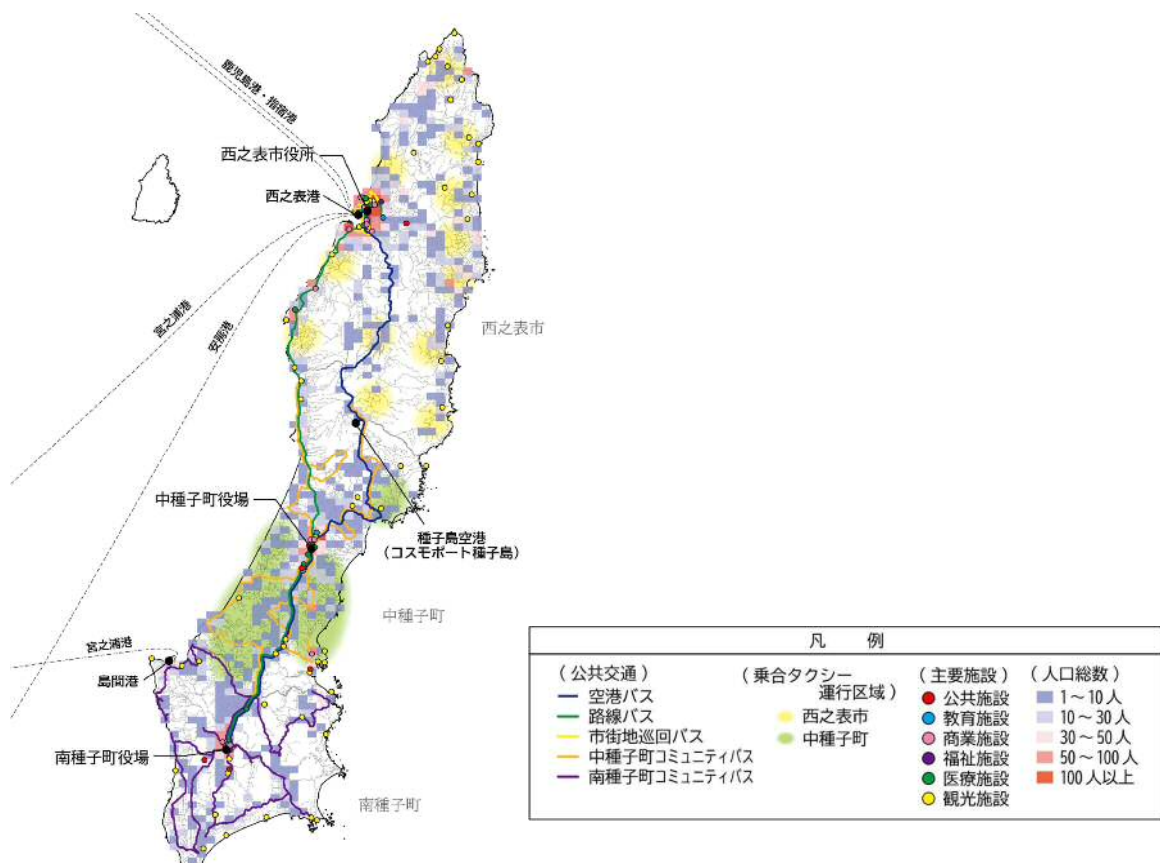 鹿児島港・指宿港
西之表市役所
西之表港
宮之浦港
安房港
西之表市
中種子町役場
種子島空港
（コスモポート種子島）
中種子町
宮之浦港
島間港
南種子町役場
南種子町
凡 例
（公共交通）
空港バス
路線バス
市街地巡回バス
中種子町コミュニティバス
南種子町コミュニティバス
（乗合タクシー
運行区域）
西之表市
中種子町
（主要施設）
公共施設
教育施設
商業施設
福祉施設
医療施設
観光施設
（人口総数）
1～10人
10～30人
30～50人
50～100人
100人以上